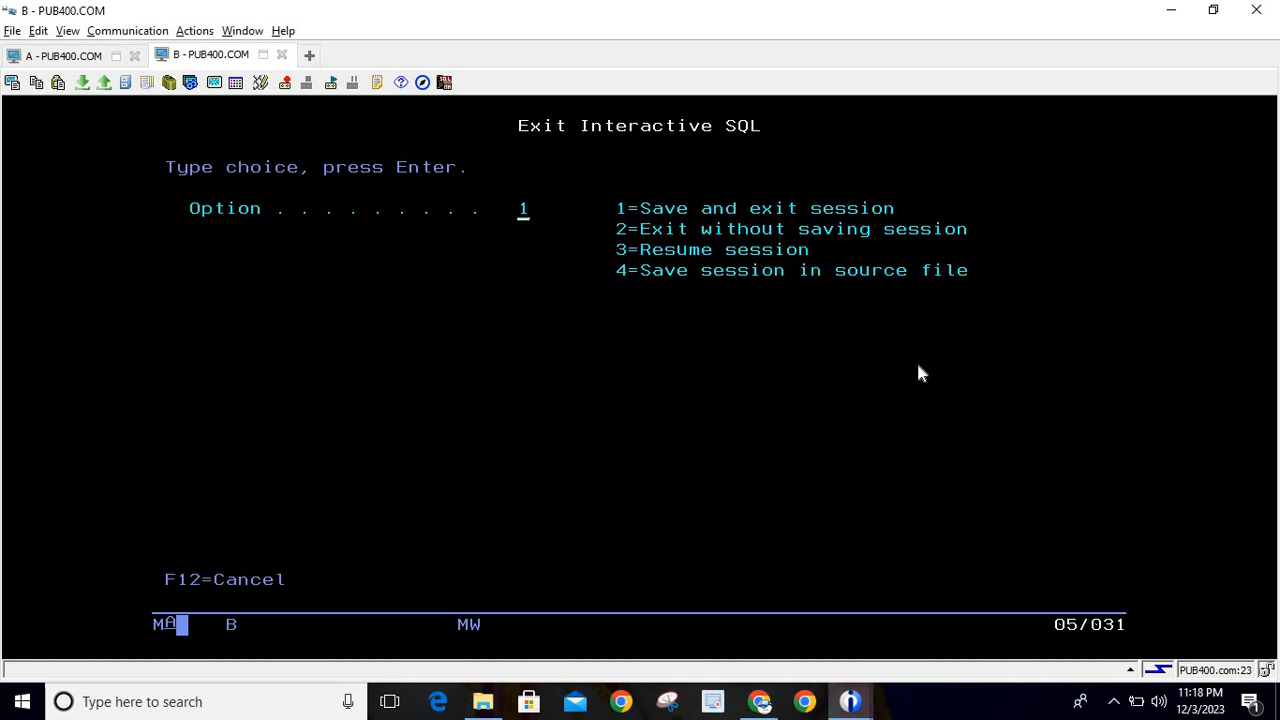 B - PUB400.COM
File Edit View Communication Actions Window Help
A - PUB400.COM B - PUB400.COM
Exit Interactive SQL
Type choice, press Enter.
Option . . . . . . . . . 1 1=Save and exit session
2=Exit without saving session
3=Resume session
4=Save session in source file
F12=Cancel
MA B MW 05/031
PUB400.com:23
Type here to search
11:18 PM
12/3/2023